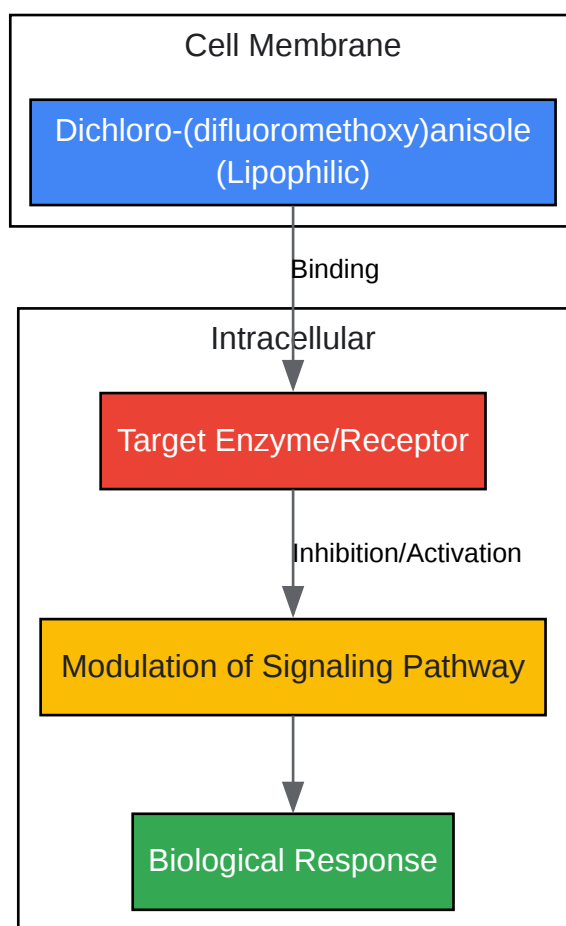 Cell Membrane
Dichloro-(difluoromethoxy)anisole
(Lipophilic)
Binding
Intracellular
Target Enzyme/Receptor
Inhibition/Activation
Modulation of Signaling Pathway
Biological Response